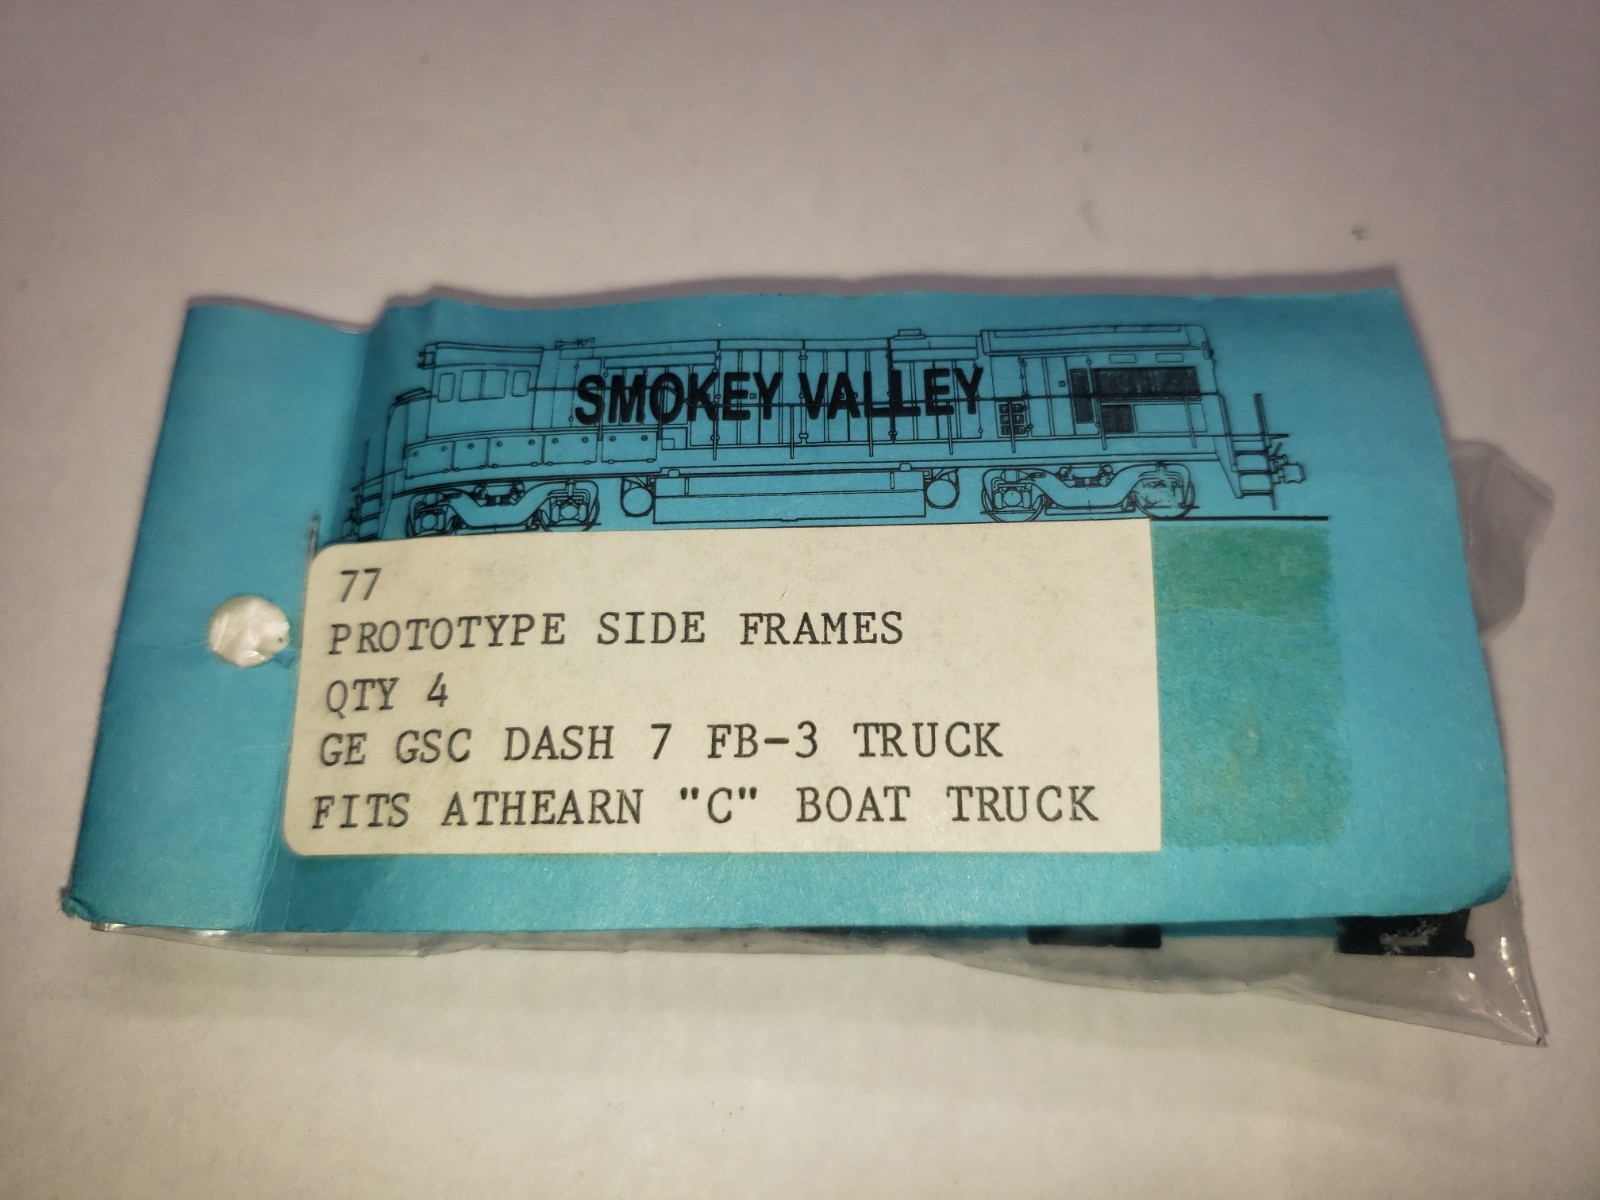 SMOKEY VALLEY
77
PROTOTYPE SIDE FRAMES
QTY 4
GE GSC DASH 7 FB-3 TRUCK
FITS ATHEARN "C" BOAT TRUCK